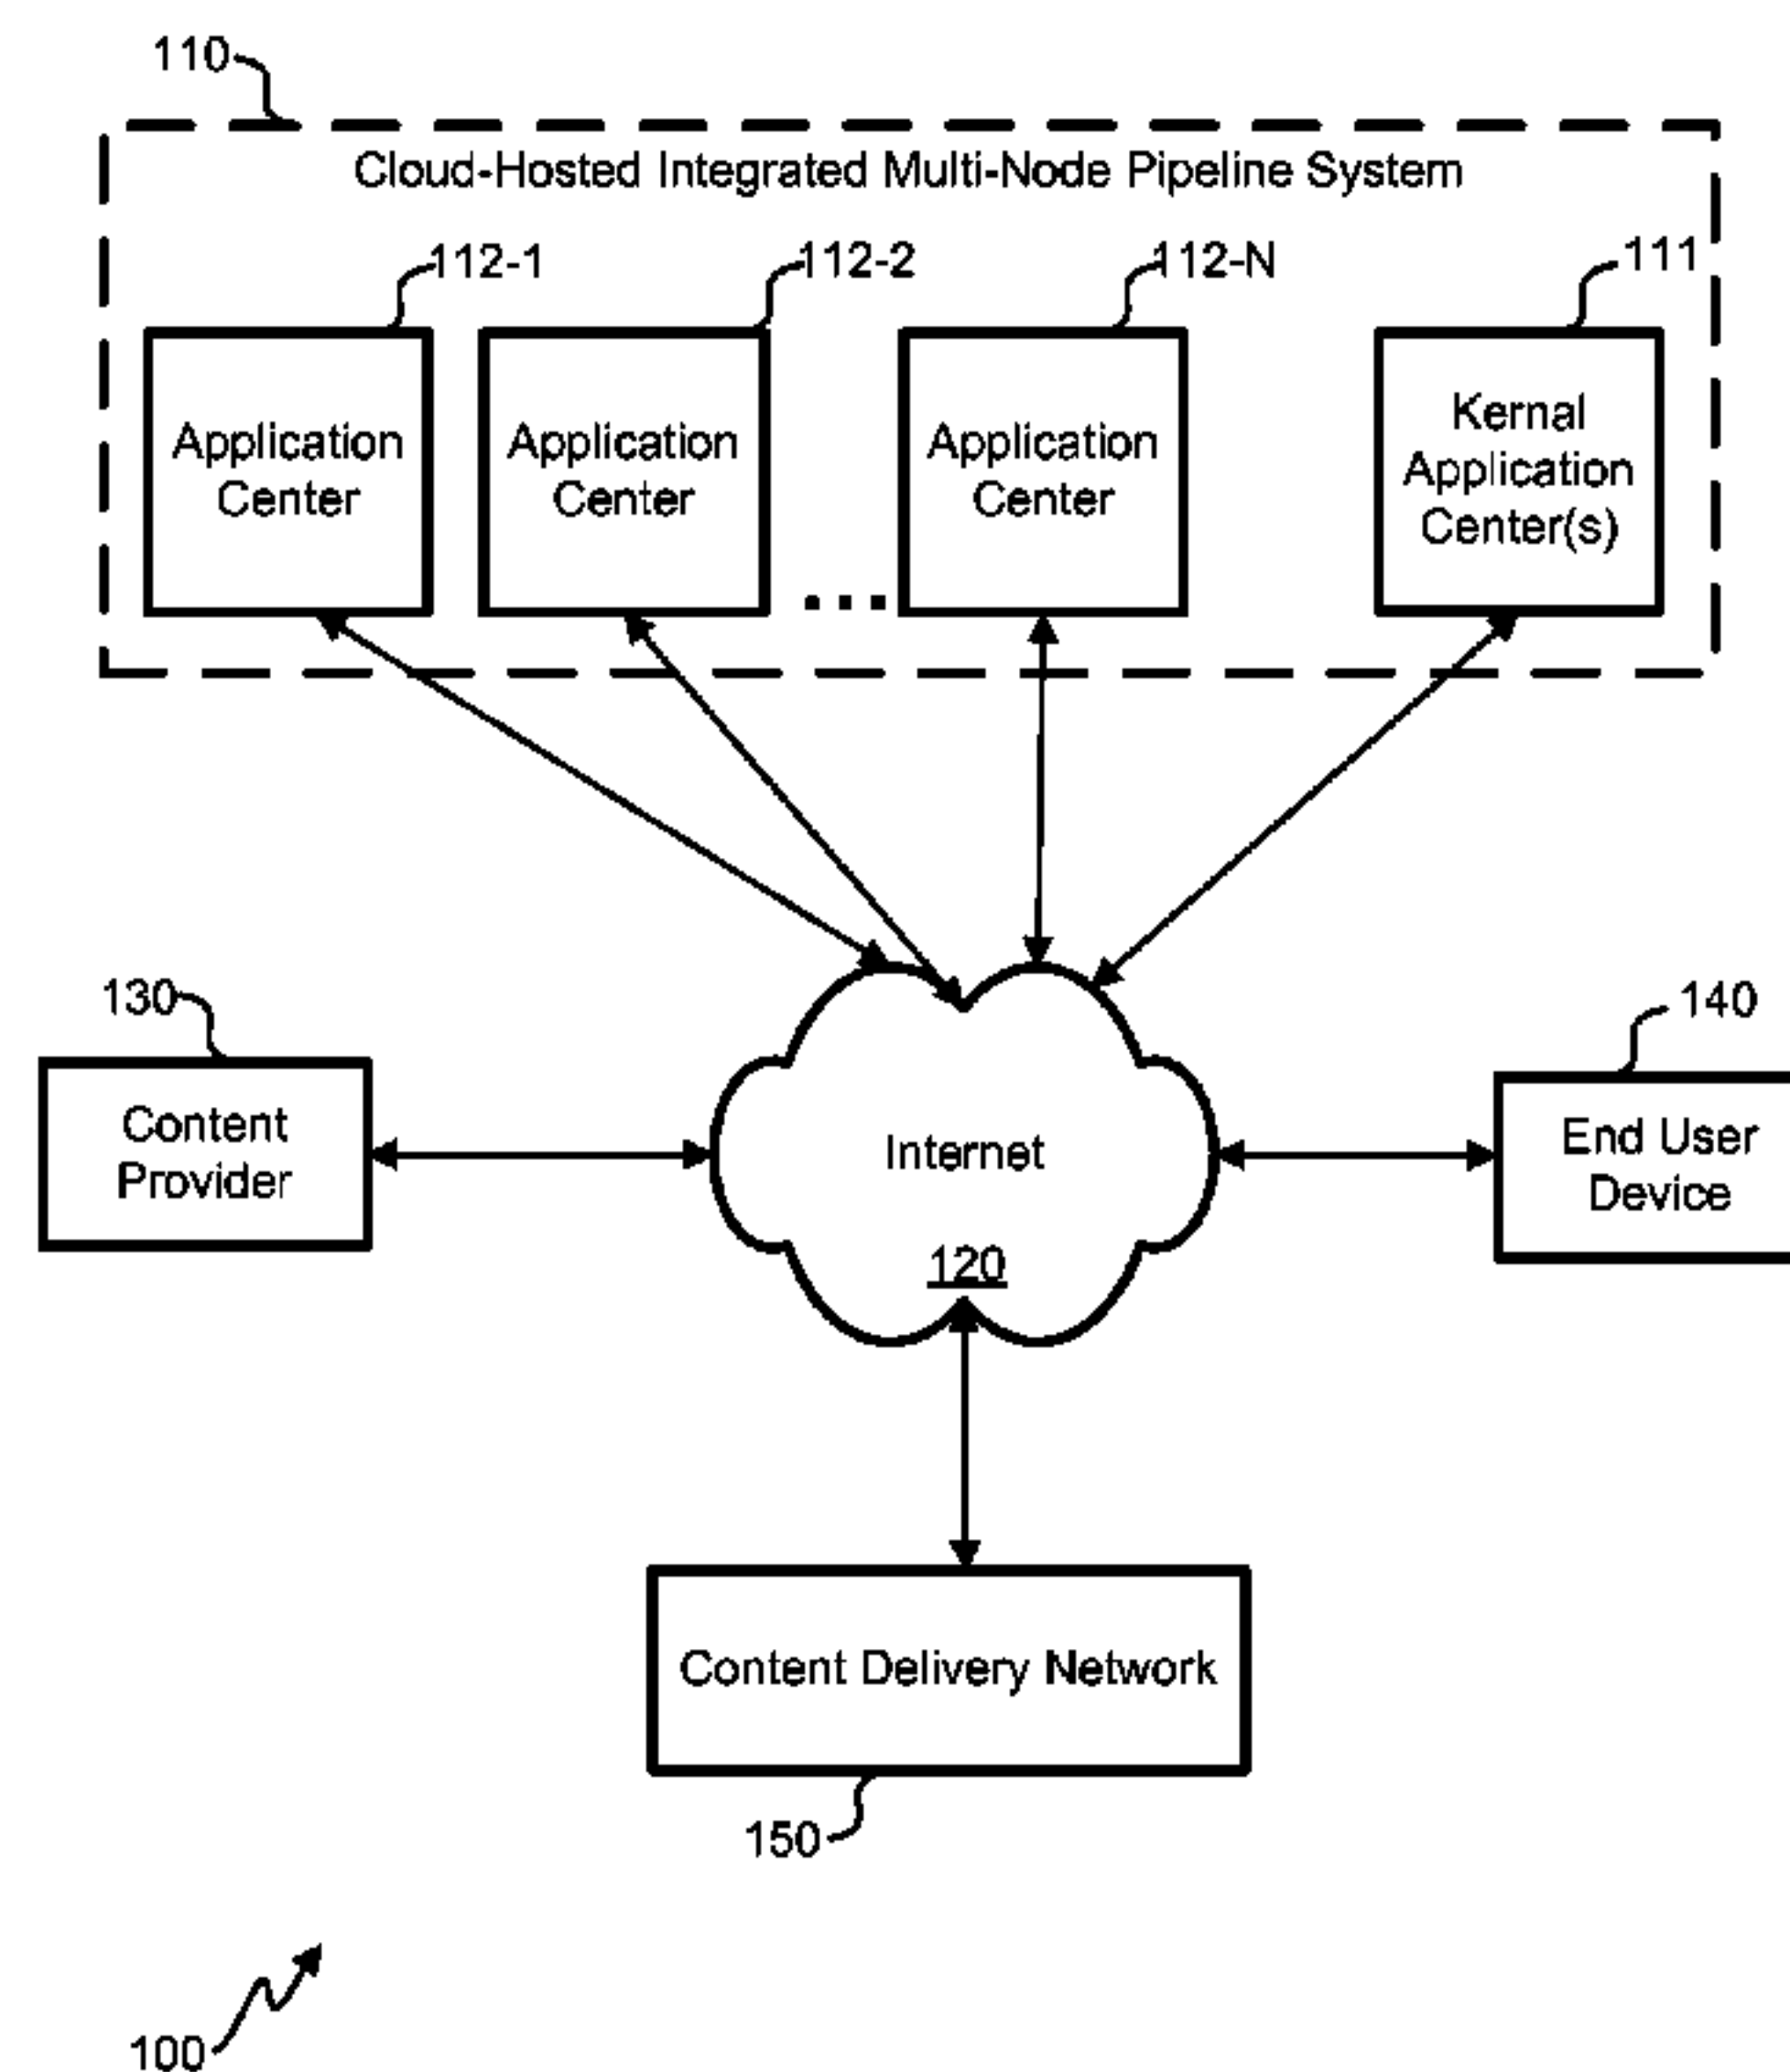 110
Cloud-Hosted Integrated Multi-Node Pipeline System
112-1
112-2
112-N
111
Application
Center
Application
Center
...
Application
Center
Kernal
Application
Center(s)
130
Content
Provider
Internet
120
140
End User
Device
Content Delivery Network
150
100